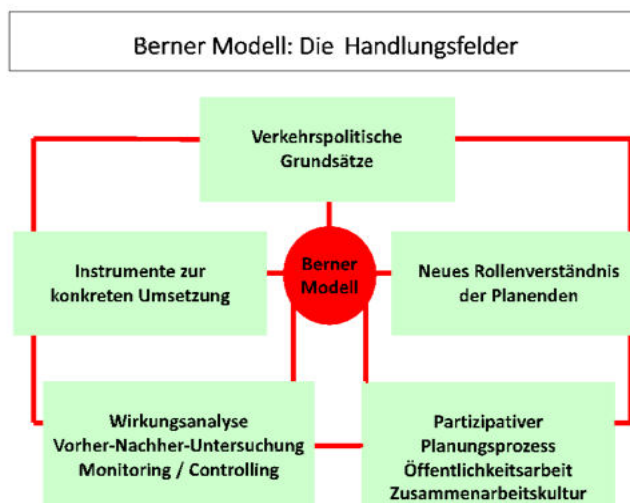 Berner Modell: Die Handlungsfelder
Verkehrspolitische
Grundsätze
Instrumente zur
konkreten Umsetzung
Berner
Modell
Neues Rollenverständnis
der Planenden
Wirkungsanalyse
Vorher-Nachher-Untersuchung
Monitoring / Controlling
Partizipativer
Planungsprozess
Öffentlichkeitsarbeit
Zusammenarbeitskultur